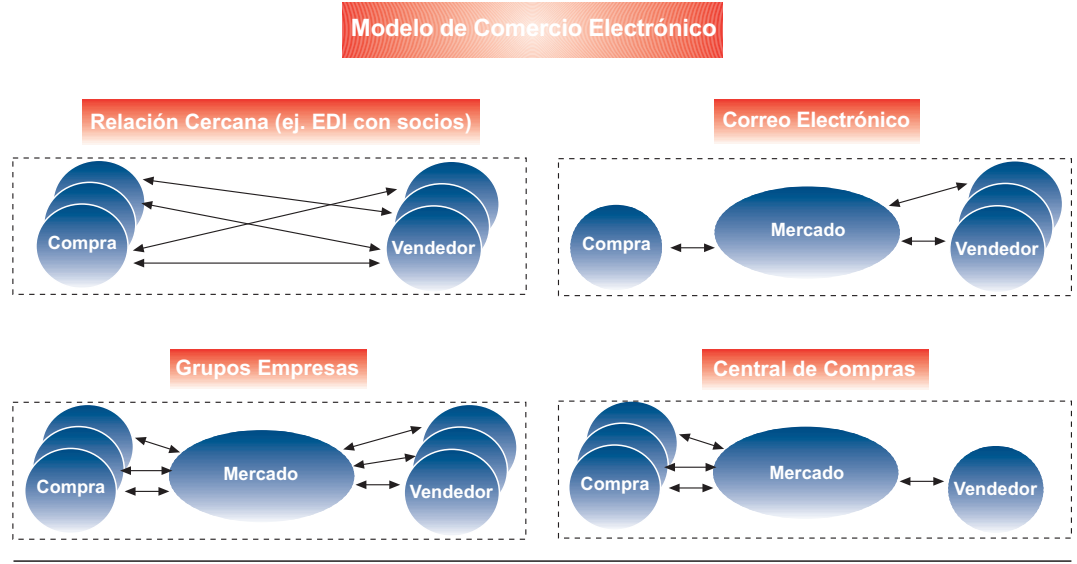 Modelo de Comercio Electrónico
Relación Cercana (ej. EDI con socios)
Compra
Vendedor
Correo Electrónico
Compra
Mercado
Vendedor
Grupos Empresas
Compra
Mercado
Vendedor
Central de Compras
Compra
Mercado
Vendedor